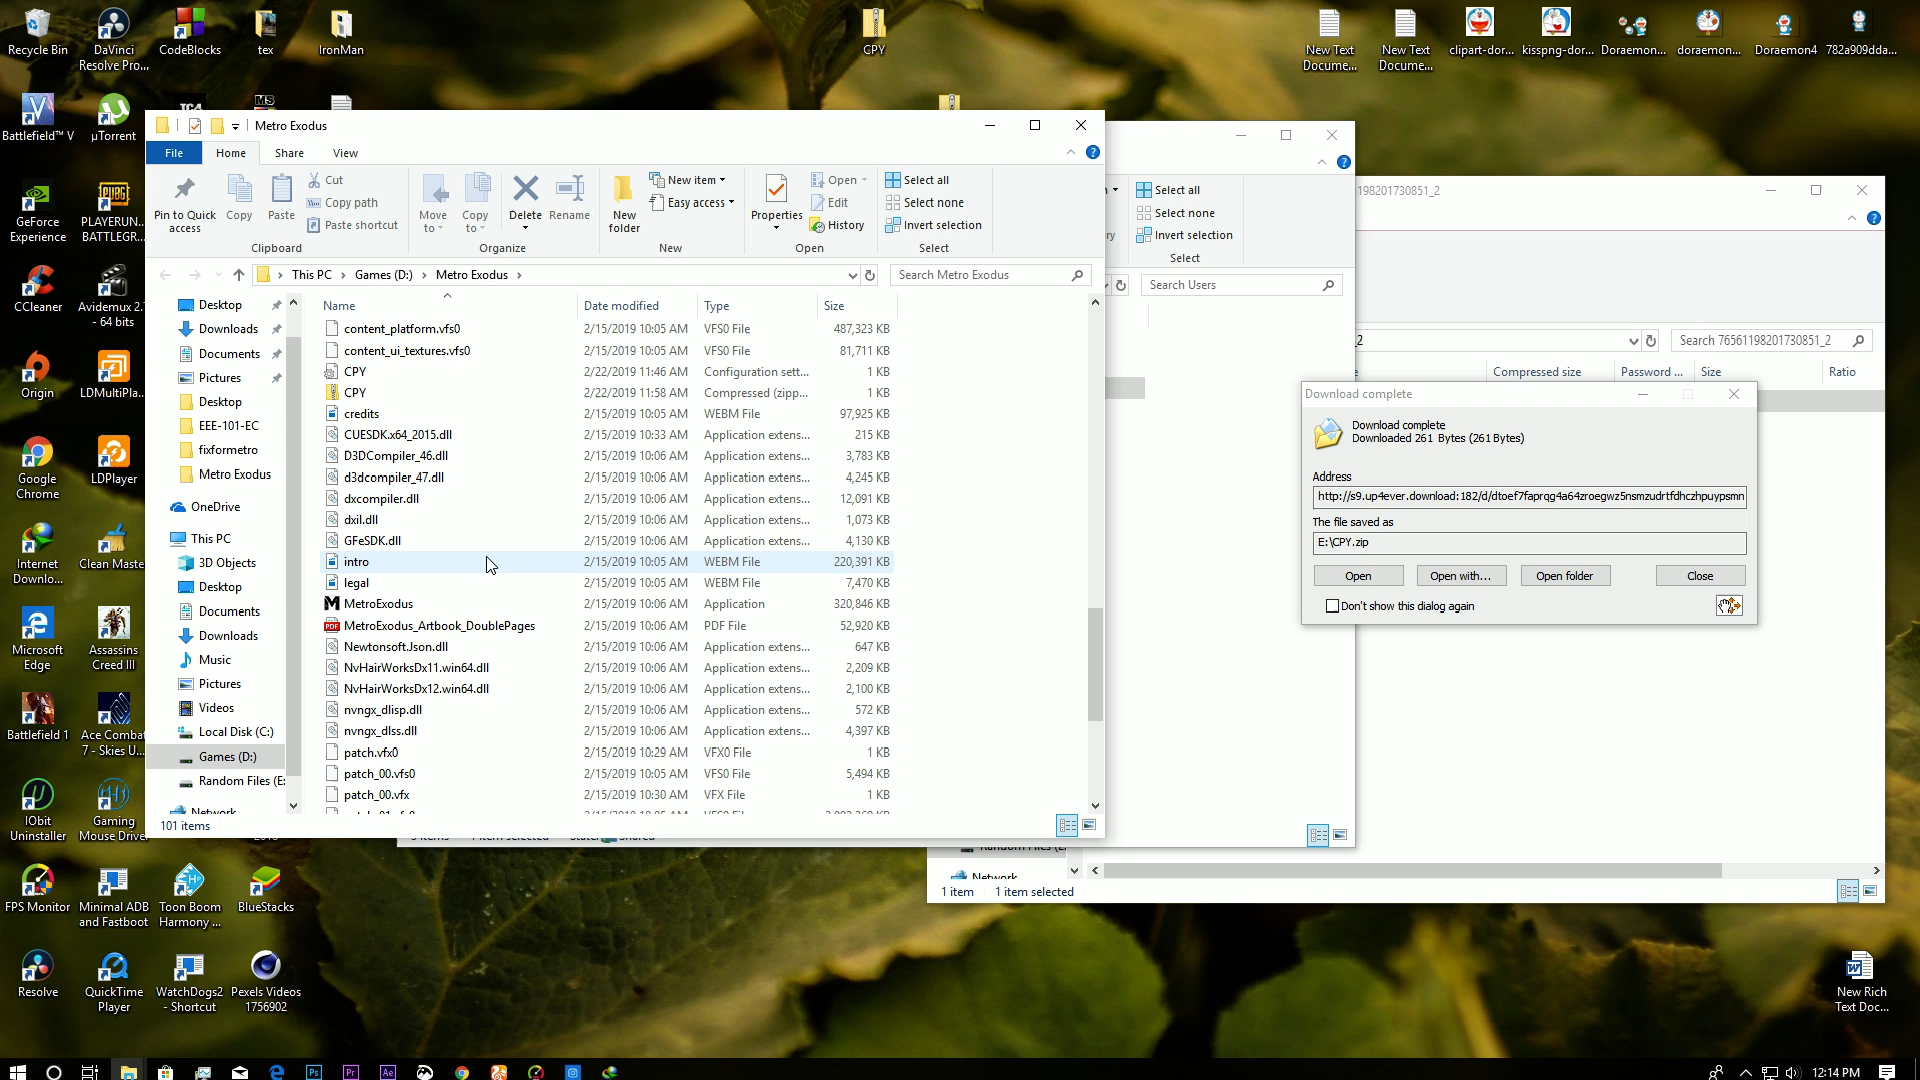 Recycle Bin
DaVinci
Resolve Pro...
CodeBlocks
tex
IronMan
CPY
New Text
Docume...
New Text
Docume...
clipart-dor...
kisspng-dor...
Doraemon...
doraemon...
Doraemon4
782a909dda...
Battlefield™ V
µTorrent
GeForce
Experience
PLAYERUN...
BATTLEGR...
CCleaner
Avidemux 2.7
- 64 bits
Origin
LDMultiPla...
Google
Chrome
LDPlayer
Internet
Downlo...
Clean Maste
Microsoft
Edge
Assassins
Creed III
Battlefield 1
Ace Combat
7 - Skies U...
IObit
Uninstaller
Gaming
Mouse Drive
FPS Monitor
Minimal ADB
and Fastboot
Toon Boom
Harmony ...
BlueStacks
Resolve
QuickTime
Player
WatchDogs2
- Shortcut
Pexels Videos
1756902
New Rich
Text Doc...
Metro Exodus
File
Home
Share
View
Pin to Quick
access
Copy
Paste
Cut
Copy path
Paste shortcut
Clipboard
Move
to
Copy
to
Delete
Rename
Organize
New
folder
New item
Easy access
New
Properties
Open
Edit
History
Open
Select all
Select none
Invert selection
Select
This PC
Games (D:)
Metro Exodus
Search Metro Exodus
Desktop
Downloads
Documents
Pictures
Desktop
EEE-101-EC
fixformetro
Metro Exodus
OneDrive
This PC
3D Objects
Desktop
Documents
Downloads
Music
Pictures
Videos
Local Disk (C:)
Games (D:)
Random Files (E:
Network
Name Date modified Type Size
content_platform.vfs0 2/15/2019 10:05 AM VFS0 File 487,323 KB
content_ui_textures.vfs0 2/15/2019 10:05 AM VFS0 File 81,711 KB
CPY 2/22/2019 11:46 AM Configuration sett... 1 KB
CPY 2/22/2019 11:58 AM Compressed (zipp... 1 KB
credits 2/15/2019 10:05 AM WEBM File 97,925 KB
CUESDK.x64_2015.dll 2/15/2019 10:33 AM Application extens... 215 KB
D3DCompiler_46.dll 2/15/2019 10:06 AM Application extens... 3,783 KB
d3dcompiler_47.dll 2/15/2019 10:06 AM Application extens... 4,245 KB
dxcompiler.dll 2/15/2019 10:06 AM Application extens... 12,091 KB
dxil.dll 2/15/2019 10:06 AM Application extens... 1,073 KB
GFeSDK.dll 2/15/2019 10:06 AM Application extens... 4,130 KB
intro 2/15/2019 10:05 AM WEBM File 220,391 KB
legal 2/15/2019 10:05 AM WEBM File 7,470 KB
MetroExodus 2/15/2019 10:06 AM Application 320,846 KB
MetroExodus_Artbook_DoublePages 2/15/2019 10:06 AM PDF File 52,920 KB
Newtonsoft.Json.dll 2/15/2019 10:06 AM Application extens... 647 KB
NvHairWorksDx11.win64.dll 2/15/2019 10:06 AM Application extens... 2,209 KB
NvHairWorksDx12.win64.dll 2/15/2019 10:06 AM Application extens... 2,100 KB
nvngx_dlisp.dll 2/15/2019 10:06 AM Application extens... 572 KB
nvngx_dlss.dll 2/15/2019 10:06 AM Application extens... 4,397 KB
patch.vfx0 2/15/2019 10:29 AM VFX0 File 1 KB
patch_00.vfs0 2/15/2019 10:05 AM VFS0 File 5,494 KB
patch_00.vfx 2/15/2019 10:30 AM VFX File 1 KB
101 items
Select all
Select none
Invert selection
Select
Search Users
198201730851_2
_2
Search 76561198201730851_2
Compressed size Password ... Size Ratio
Download complete
Download complete
Downloaded 261 Bytes (261 Bytes)
Address
http://s9.up4ever.download:182/d/dtoef7faprqg4a64zroegwz5nsmzudrtfdhczhpuypsmn
The file saved as
E:\CPY.zip
Open
Open with...
Open folder
Close
Don't show this dialog again
Network
1 item 1 item selected
Ps
Pr
Ae
12:14 PM